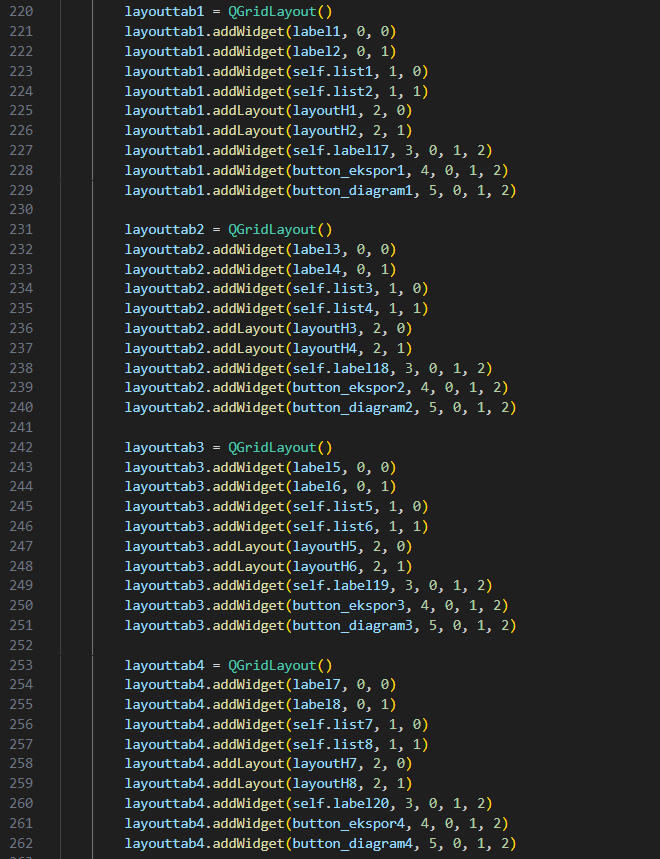 220 layouttab1 = QGridLayout()
221 layouttab1.addWidget(label1, 0, 0)
222 layouttab1.addWidget(label2, 0, 1)
223 layouttab1.addWidget(self.list1, 1, 0)
224 layouttab1.addWidget(self.list2, 1, 1)
225 layouttab1.addLayout(layoutH1, 2, 0)
226 layouttab1.addLayout(layoutH2, 2, 1)
227 layouttab1.addWidget(self.label17, 3, 0, 1, 2)
228 layouttab1.addWidget(button_ekspor1, 4, 0, 1, 2)
229 layouttab1.addWidget(button_diagram1, 5, 0, 1, 2)
230
231 layouttab2 = QGridLayout()
232 layouttab2.addWidget(label3, 0, 0)
233 layouttab2.addWidget(label4, 0, 1)
234 layouttab2.addWidget(self.list3, 1, 0)
235 layouttab2.addWidget(self.list4, 1, 1)
236 layouttab2.addLayout(layoutH3, 2, 0)
237 layouttab2.addLayout(layoutH4, 2, 1)
238 layouttab2.addWidget(self.label18, 3, 0, 1, 2)
239 layouttab2.addWidget(button_ekspor2, 4, 0, 1, 2)
240 layouttab2.addWidget(button_diagram2, 5, 0, 1, 2)
241
242 layouttab3 = QGridLayout()
243 layouttab3.addWidget(label5, 0, 0)
244 layouttab3.addWidget(label6, 0, 1)
245 layouttab3.addWidget(self.list5, 1, 0)
246 layouttab3.addWidget(self.list6, 1, 1)
247 layouttab3.addLayout(layoutH5, 2, 0)
248 layouttab3.addLayout(layoutH6, 2, 1)
249 layouttab3.addWidget(self.label19, 3, 0, 1, 2)
250 layouttab3.addWidget(button_ekspor3, 4, 0, 1, 2)
251 layouttab3.addWidget(button_diagram3, 5, 0, 1, 2)
252
253 layouttab4 = QGridLayout()
254 layouttab4.addWidget(label7, 0, 0)
255 layouttab4.addWidget(label8, 0, 1)
256 layouttab4.addWidget(self.list7, 1, 0)
257 layouttab4.addWidget(self.list8, 1, 1)
258 layouttab4.addLayout(layoutH7, 2, 0)
259 layouttab4.addLayout(layoutH8, 2, 1)
260 layouttab4.addWidget(self.label20, 3, 0, 1, 2)
261 layouttab4.addWidget(button_ekspor4, 4, 0, 1, 2)
262 layouttab4.addWidget(button_diagram4, 5, 0, 1, 2)